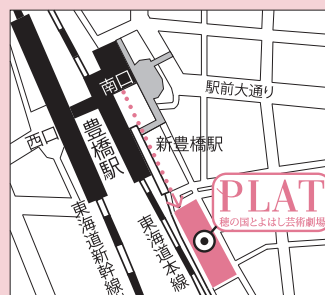 南口
駅前大通り
西口
豊橋駅
新豊橋駅
PLAT
穂の国とよはし芸術劇場
東海道新幹線
東海道本線